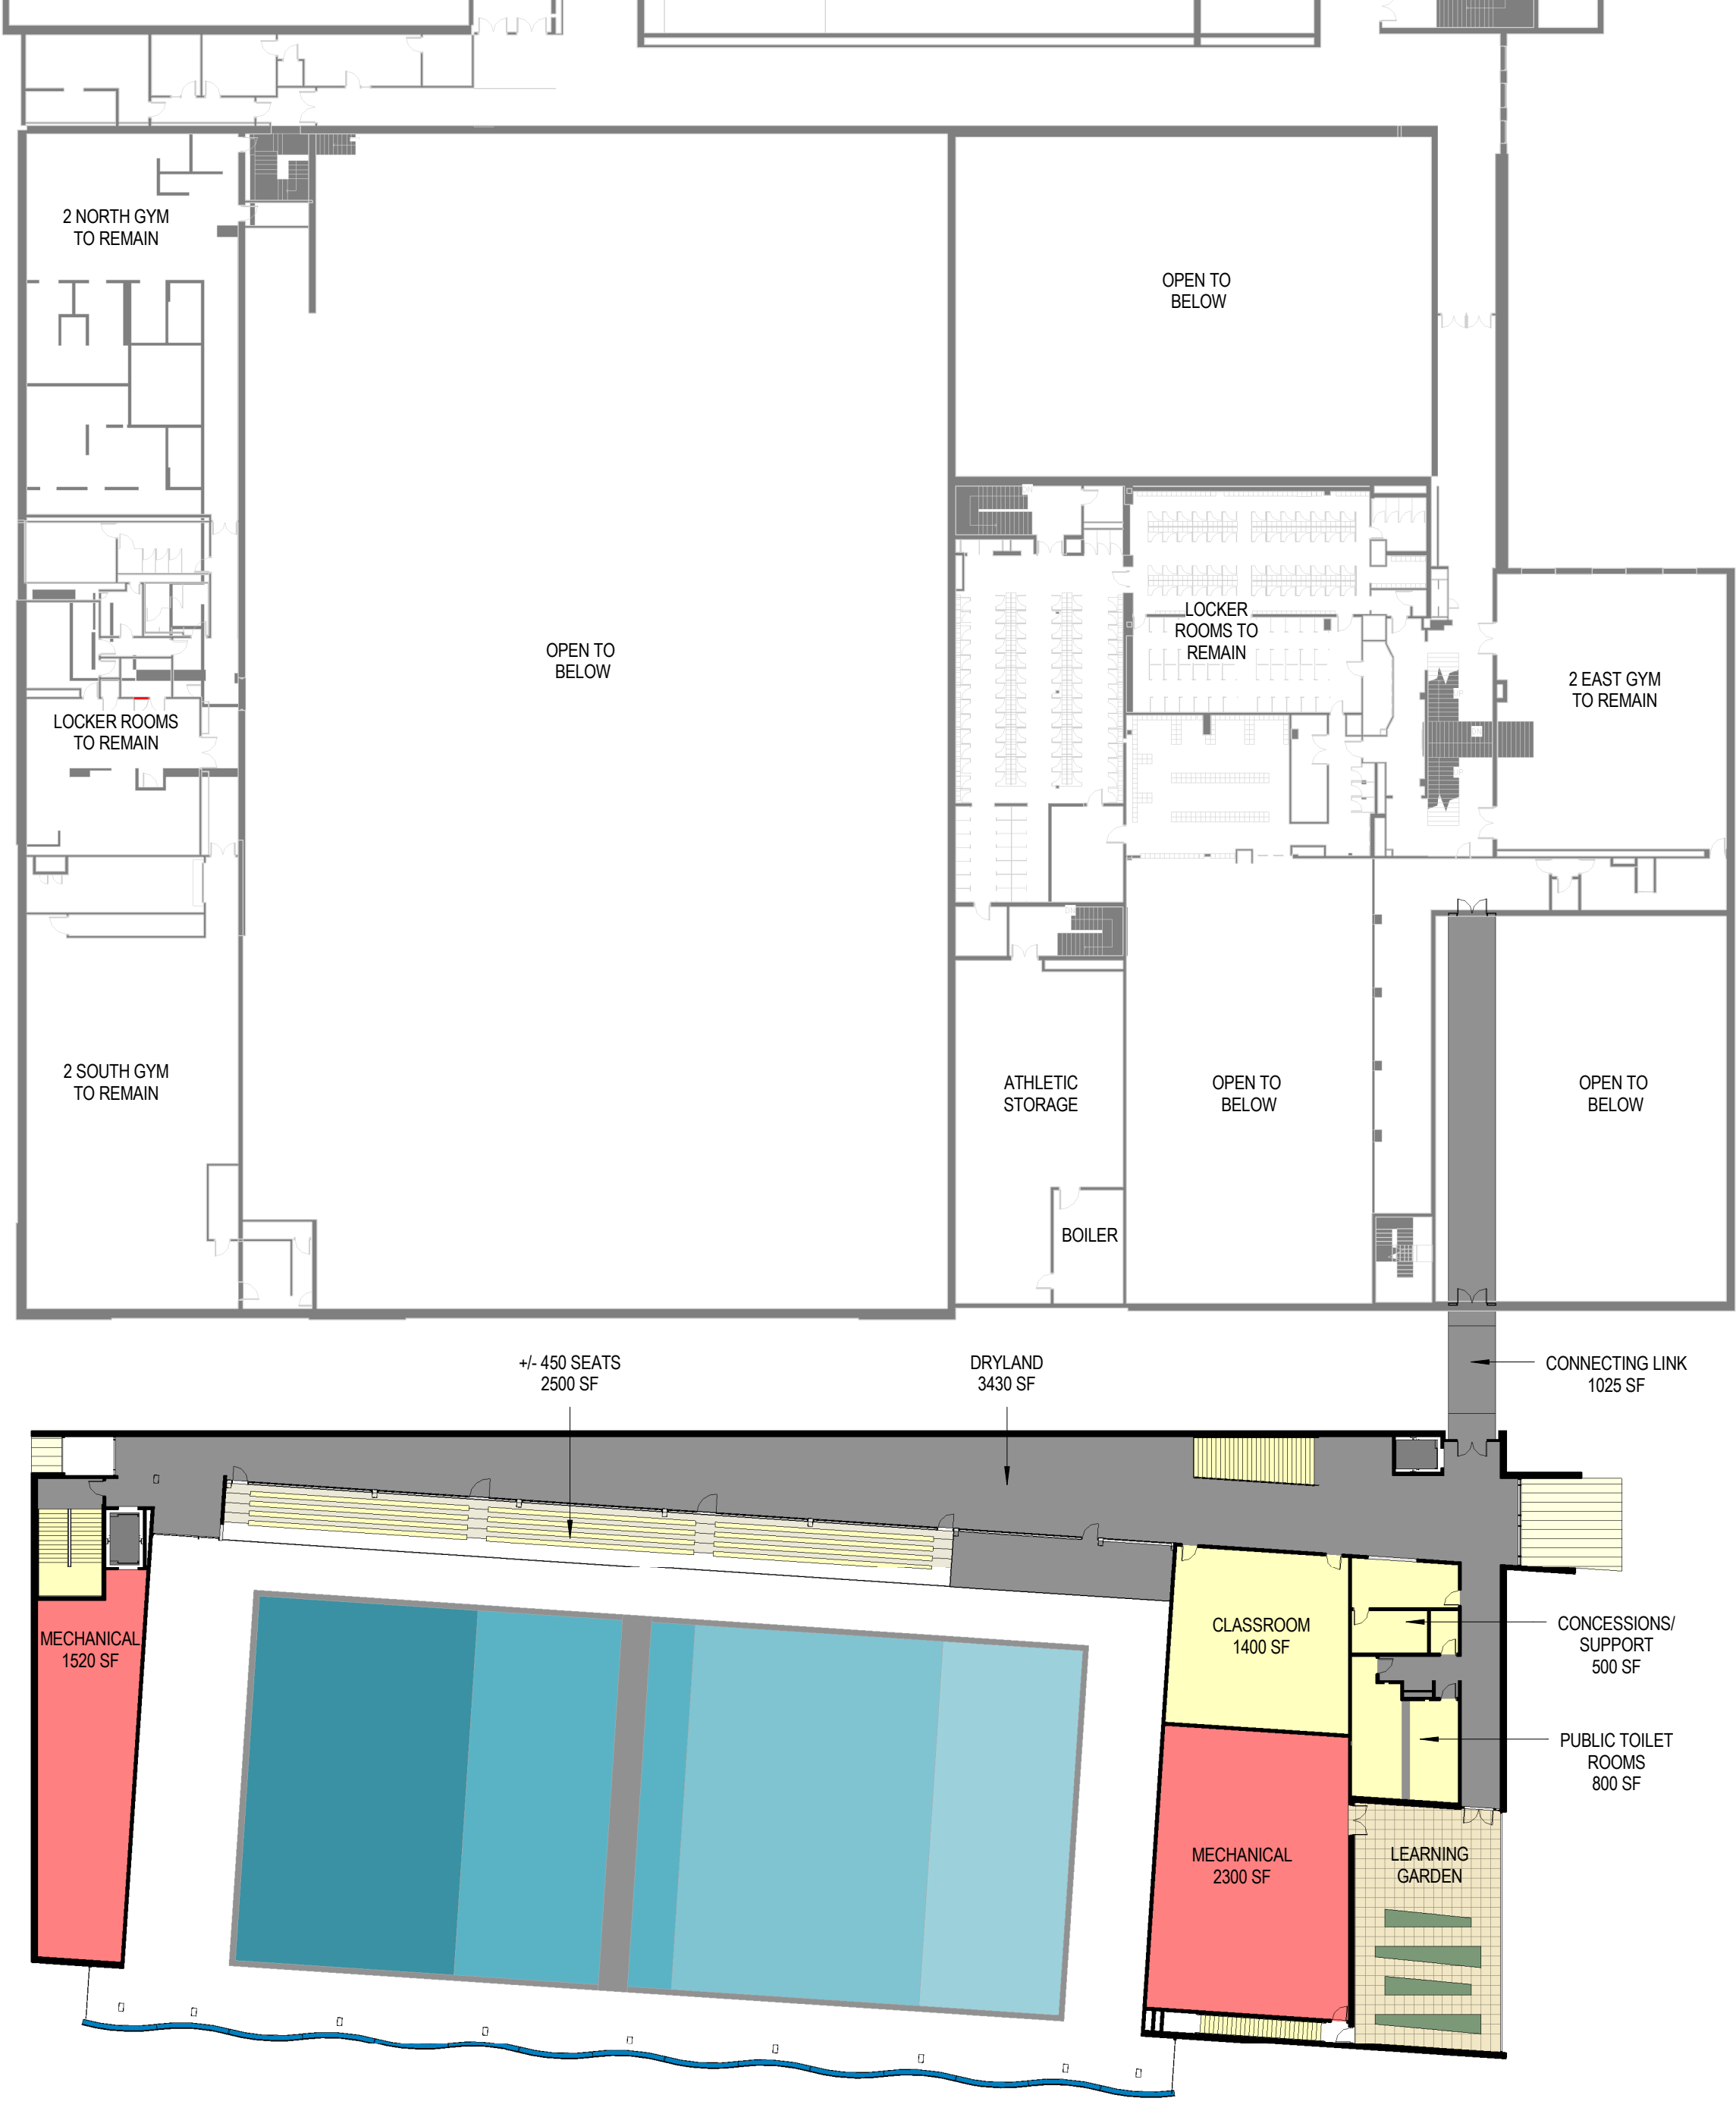 2 NORTH GYM
TO REMAIN
OPEN TO
BELOW
LOCKER
ROOMS TO
REMAIN
OPEN TO
BELOW
2 EAST GYM
TO REMAIN
LOCKER ROOMS
TO REMAIN
2 SOUTH GYM
TO REMAIN
ATHLETIC
STORAGE
OPEN TO
BELOW
OPEN TO
BELOW
BOILER
+/- 450 SEATS
2500 SF
DRYLAND
3430 SF
CONNECTING LINK
1025 SF
MECHANICAL
1520 SF
CLASSROOM
1400 SF
CONCESSIONS/
SUPPORT
500 SF
PUBLIC TOILET
ROOMS
800 SF
MECHANICAL
2300 SF
LEARNING
GARDEN